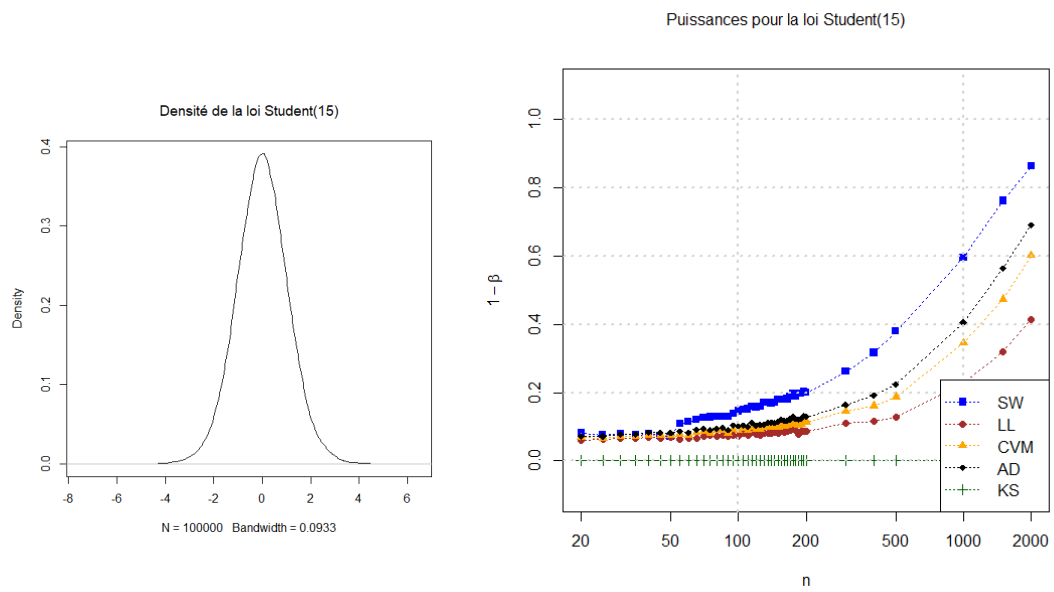 Densité de la loi Student(15)
Density
0.0
0.1
0.2
0.3
0.4
-8 -6 -4 -2 0 2 4 6
N = 100000 Bandwidth = 0.0933
Puissances pour la loi Student(15)
1 − β
0.0
0.2
0.4
0.6
0.8
1.0
SW
LL
CVM
AD
KS
20 50 100 200 500 1000 2000
n